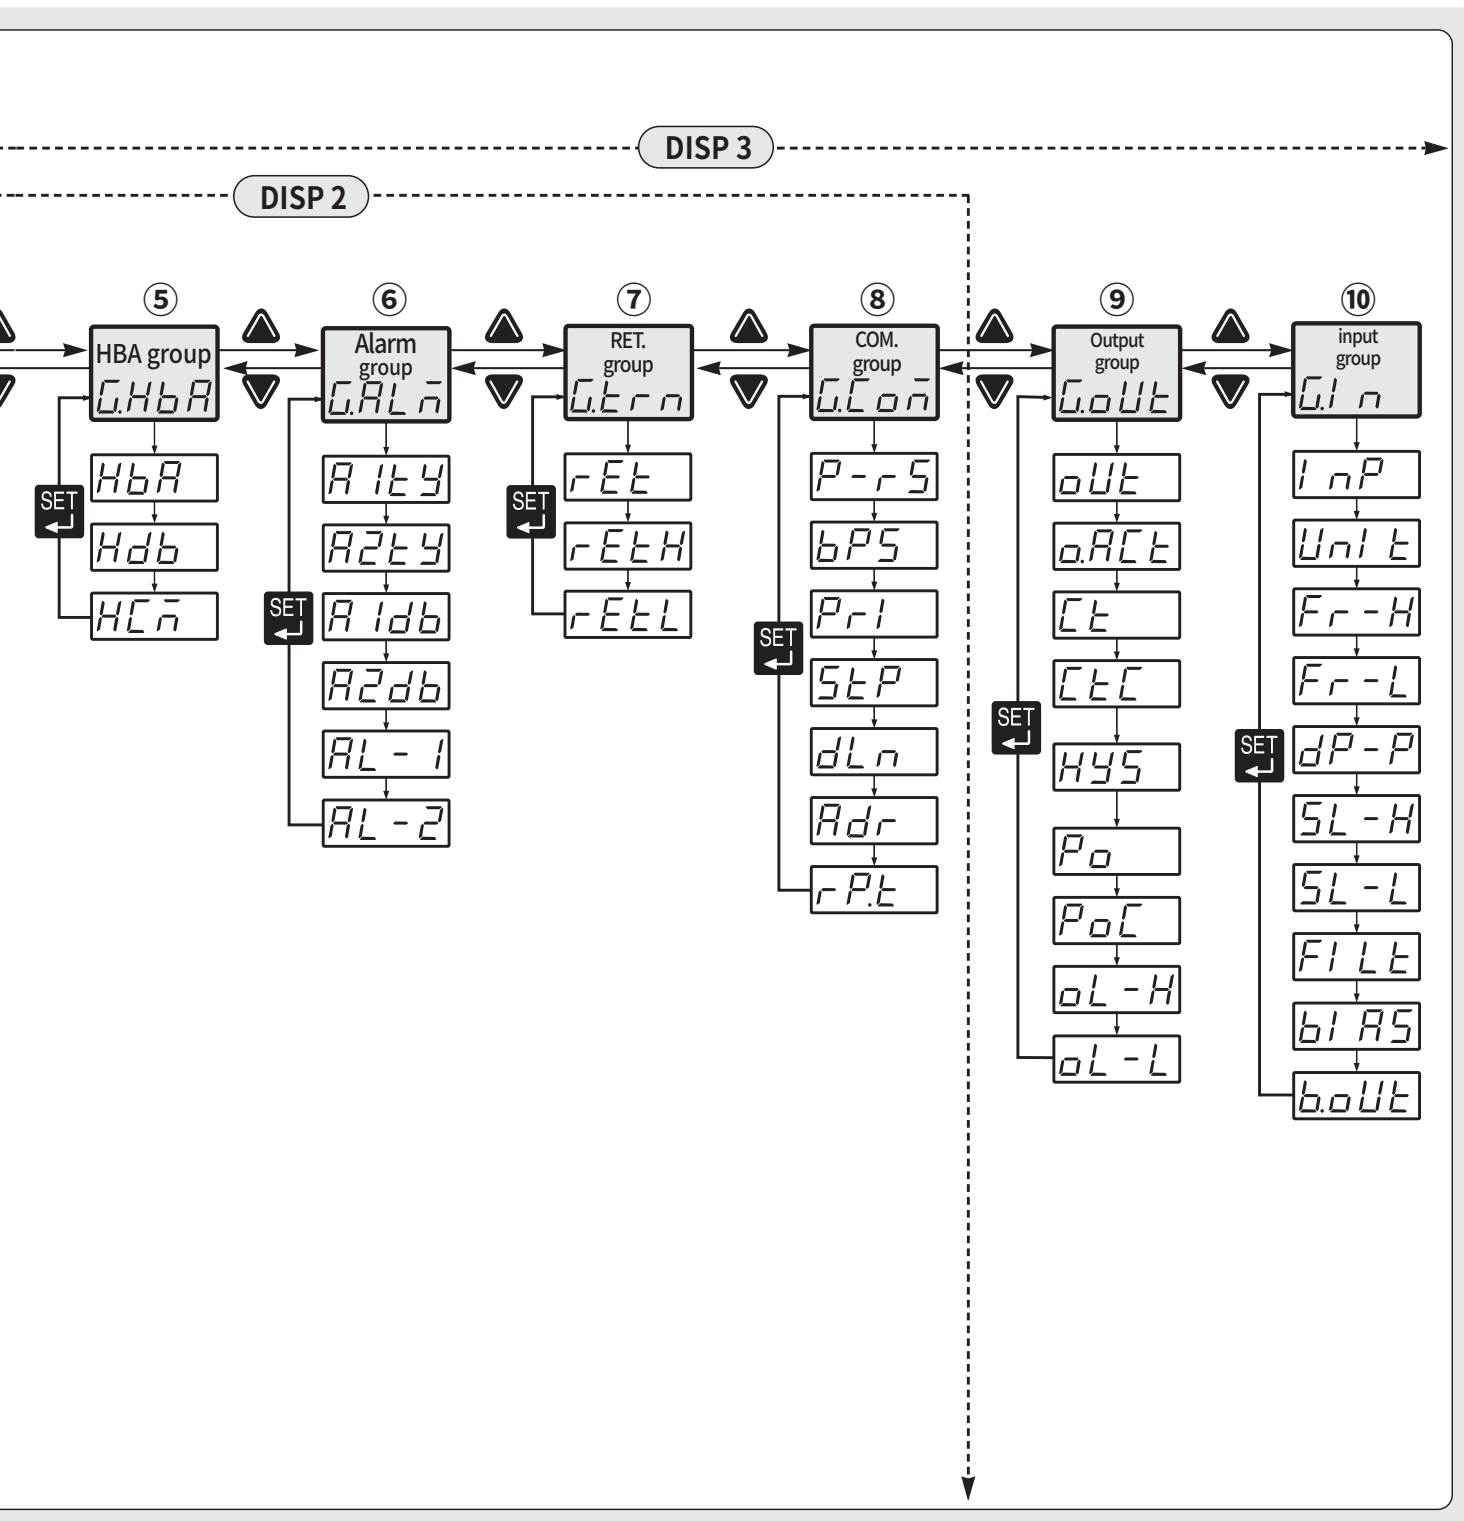 DISP 3
DISP 2
⑤
HBA group
G.HbA
SET
HbA
Hdb
HCm
⑥
Alarm
group
G.ALm
SET
A1tY
A2tY
A1db
A2db
AL-1
AL-2
⑦
RET.
group
G.trn
SET
rEt
rEtH
rEtL
⑧
COM.
group
G.Com
SET
P-rS
bPS
PrI
StP
dLn
Adr
rP.t
⑨
Output
group
G.oUt
SET
oUt
o.ACt
Ct
CtC
HYS
Po
PoC
oL-H
oL-L
⑩
input
group
G.In
SET
InP
UnIt
Fr-H
Fr-L
dP-P
SL-H
SL-L
FILt
bIAS
b.oUt